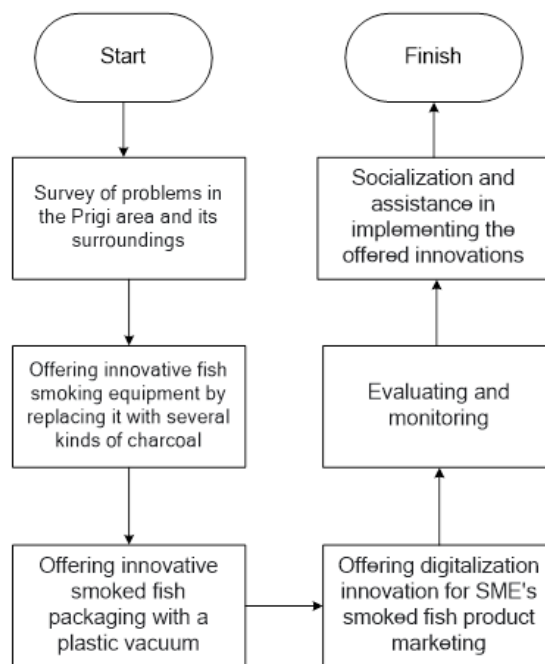 Start
Survey of problems in
the Prigi area and its
surroundings
Offering innovative fish
smoking equipment by
replacing it with several
kinds of charcoal
Offering innovative
smoked fish
packaging with a
plastic vacuum
Offering digitalization
innovation for SME's
smoked fish product
marketing
Evaluating and
monitoring
Socialization and
assistance in
implementing the
offered innovations
Finish